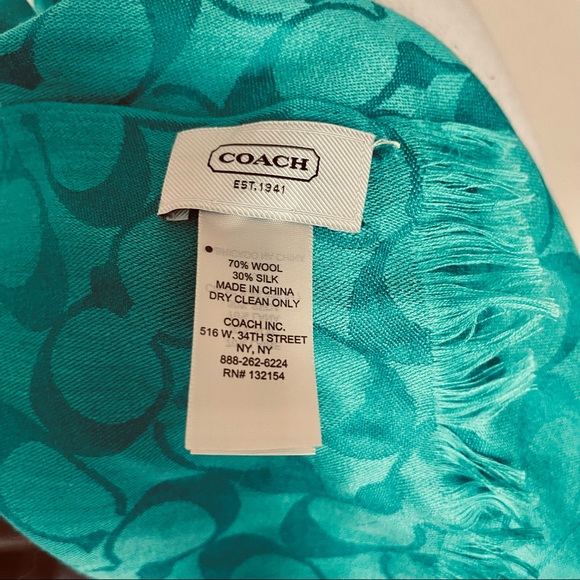 COACH
EST.1941
70% WOOL
30% SILK
MADE IN CHINA
DRY CLEAN ONLY
COACH INC.
516 W. 34TH STREET
NY, NY
888-262-6224
RN# 132154